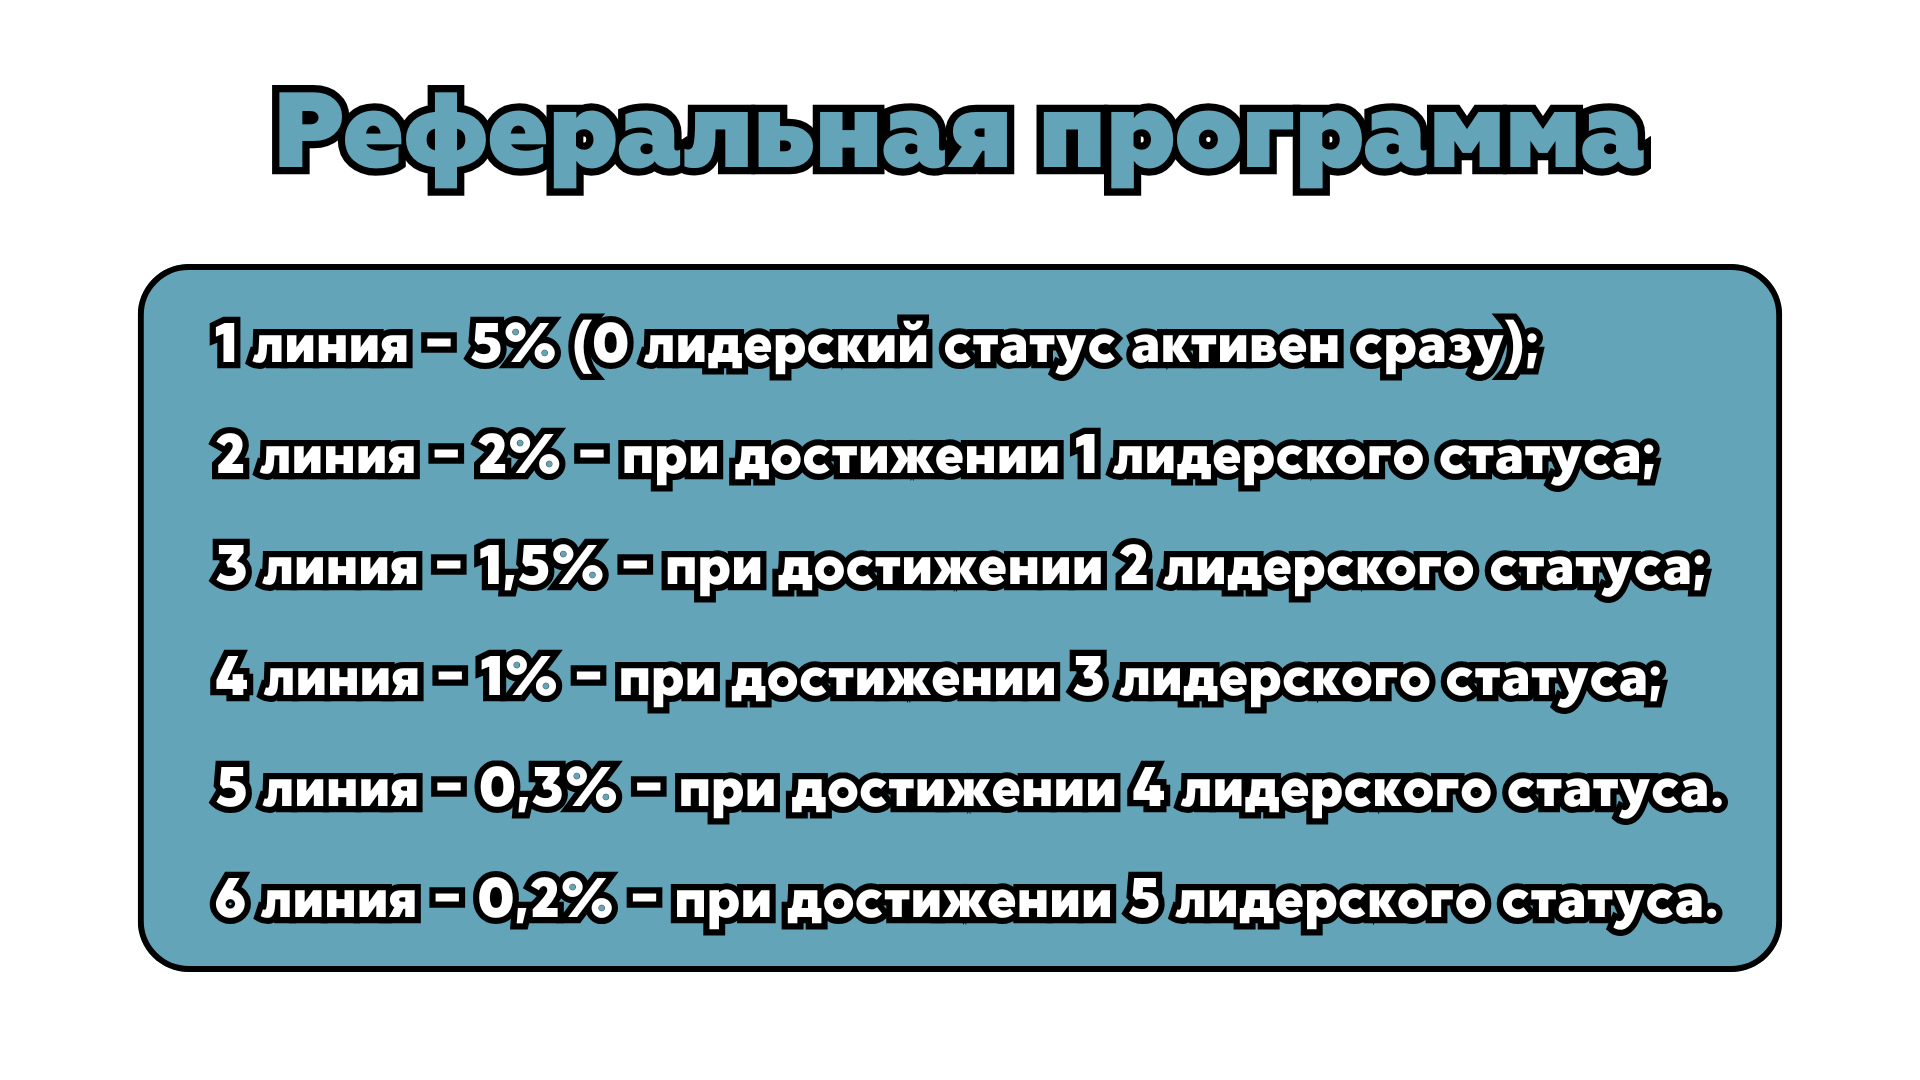 Реферальная программа
1 линия – 5% (0 лидерский статус активен сразу);
2 линия – 2% – при достижении 1 лидерского статуса;
3 линия – 1,5% – при достижении 2 лидерского статуса;
4 линия – 1% – при достижении 3 лидерского статуса;
5 линия – 0,3% – при достижении 4 лидерского статуса.
6 линия – 0,2% – при достижении 5 лидерского статуса.